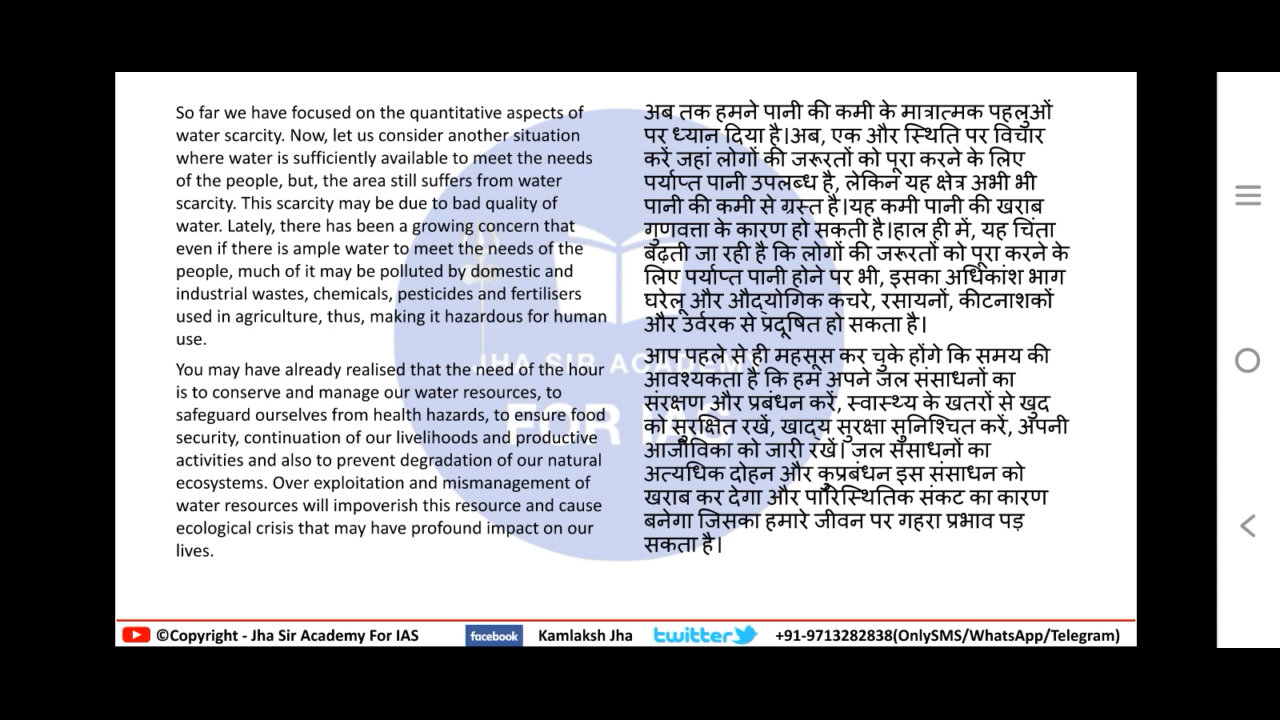 So far we have focused on the quantitative aspects of
water scarcity. Now, let us consider another situation
where water is sufficiently available to meet the needs
of the people, but, the area still suffers from water
scarcity. This scarcity may be due to bad quality of
water. Lately, there has been a growing concern that
even if there is ample water to meet the needs of the
people, much of it may be polluted by domestic and
industrial wastes, chemicals, pesticides and fertilisers
used in agriculture, thus, making it hazardous for human
use.
You may have already realised that the need of the hour
is to conserve and manage our water resources, to
safeguard ourselves from health hazards, to ensure food
security, continuation of our livelihoods and productive
activities and also to prevent degradation of our natural
ecosystems. Over exploitation and mismanagement of
water resources will impoverish this resource and cause
ecological crisis that may have profound impact on our
lives.
अब तक हमने पानी की कमी के मात्रात्मक पहलुओं
पर ध्यान दिया है।अब, एक और स्थिति पर विचार
करें जहां लोगों की जरूरतों को पूरा करने के लिए
पर्याप्त पानी उपलब्ध है, लेकिन यह क्षेत्र अभी भी
पानी की कमी से ग्रस्त है।यह कमी पानी की खराब
गुणवत्ता के कारण हो सकती है।हाल ही में, यह चिंता
बढ़ती जा रही है कि लोगों की जरूरतों को पूरा करने के
लिए पर्याप्त पानी होने पर भी, इसका अधिकांश भाग
घरेलू और औद्योगिक कचरे, रसायनों, कीटनाशकों
और उर्वरक से प्रदूषित हो सकता है।
आप पहले से ही महसूस कर चुके होंगे कि समय की
आवश्यकता है कि हम अपने जल संसाधनों का
संरक्षण और प्रबंधन करें, स्वास्थ्य के खतरों से खुद
को सुरक्षित रखें, खाद्य सुरक्षा सुनिश्चित करें, अपनी
आजीविका को जारी रखें। जल संसाधनों का
अत्यधिक दोहन और कुप्रबंधन इस संसाधन को
खराब कर देगा और पारिस्थितिक संकट का कारण
बनेगा जिसका हमारे जीवन पर गहरा प्रभाव पड़
सकता है।
JHA SIR ACADEMY
FOR IAS
©Copyright - Jha Sir Academy For IAS
facebook
Kamlaksh Jha
twitter
+91-9713282838(OnlySMS/WhatsApp/Telegram)